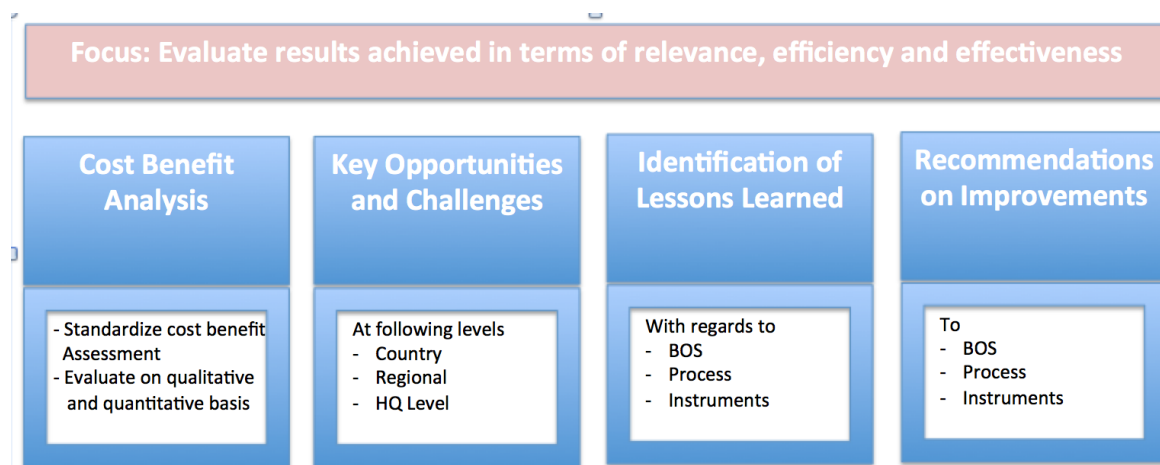 Focus: Evaluate results achieved in terms of relevance, efficiency and effectiveness
Cost Benefit
Analysis
- Standardize cost benefit
Assessment
- Evaluate on qualitative
and quantitative basis
Key Opportunities
and Challenges
At following levels
- Country
- Regional
- HQ Level
Identification of
Lessons Learned
With regards to
- BOS
- Process
- Instruments
Recommendations
on Improvements
To
- BOS
- Process
- Instruments